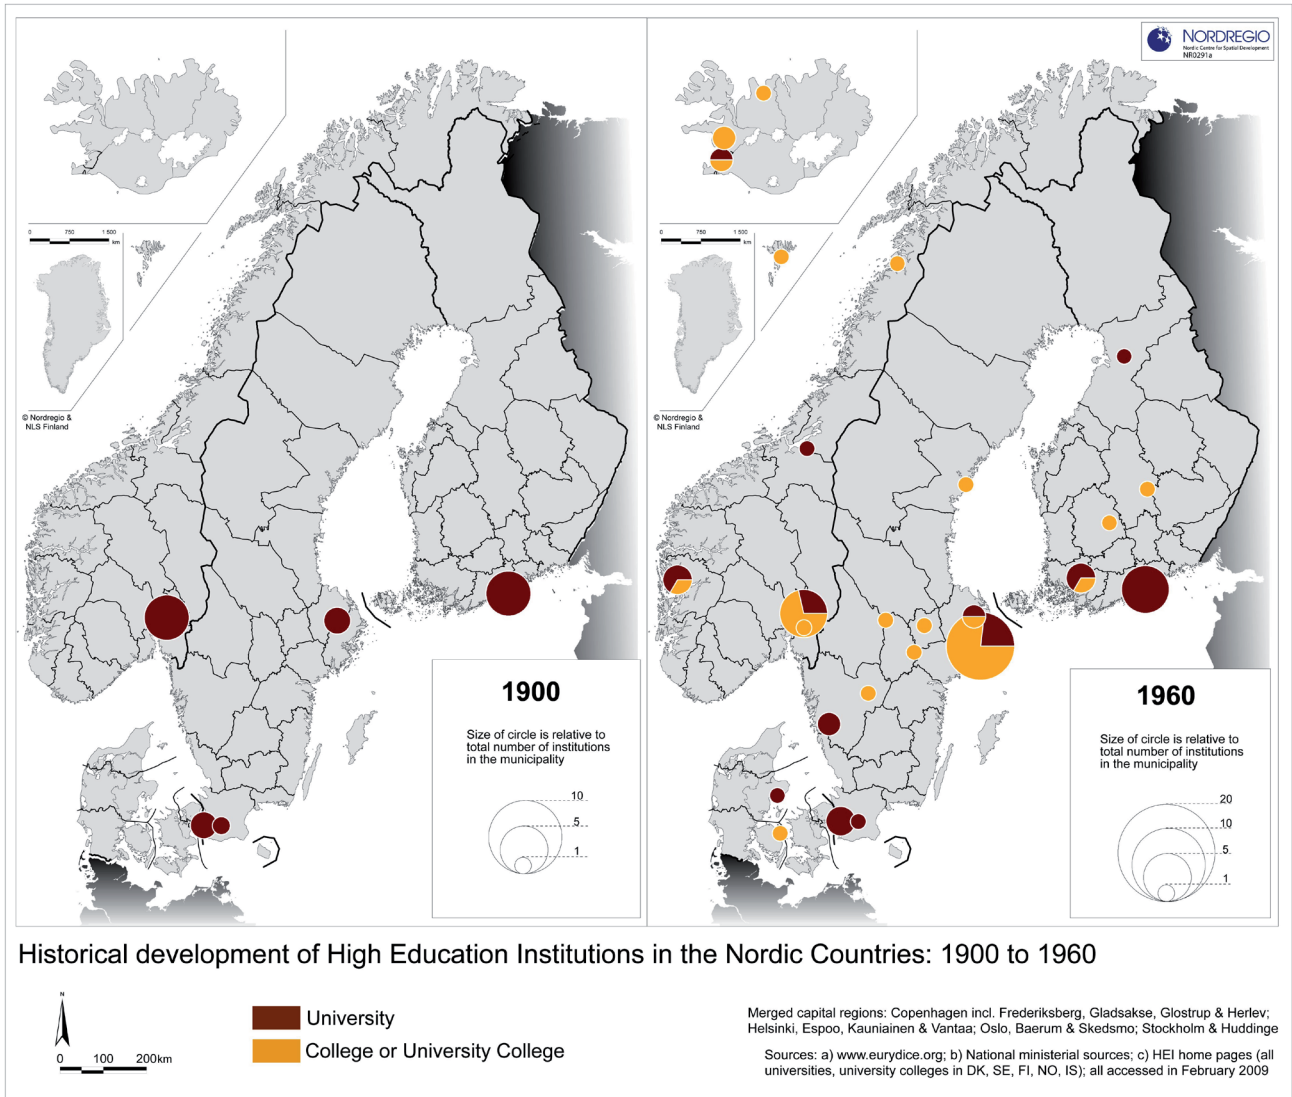 NORDREGIO
Nordic Centre for Spatial Development
NR0291a
0 750 1 500
km
© Nordregio &
NLS Finland
1900
Size of circle is relative to
total number of institutions
in the municipality
10
5
1
0 750 1 500
km
© Nordregio &
NLS Finland
1960
Size of circle is relative to
total number of institutions
in the municipality
20
10
5
1
Historical development of High Education Institutions in the Nordic Countries: 1900 to 1960
N
0 100 200km
University
College or University College
Merged capital regions: Copenhagen incl. Frederiksberg, Gladsakse, Glostrup & Herlev;
Helsinki, Espoo, Kauniainen & Vantaa; Oslo, Baerum & Skedsmo; Stockholm & Huddinge
Sources: a) www.eurydice.org; b) National ministerial sources; c) HEI home pages (all
universities, university colleges in DK, SE, FI, NO, IS); all accessed in February 2009